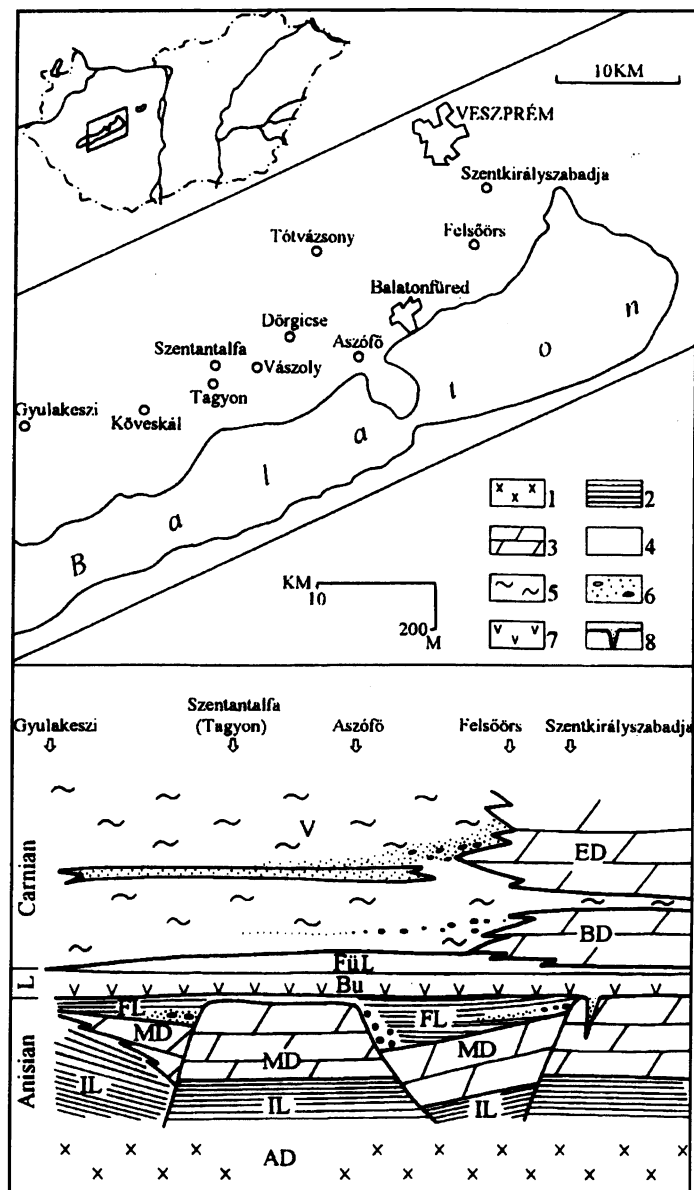 10KM
VESZPRÉM
Szentkirályszabadja
Tótvázsony
Felsőörs
Balatonfüred
Dörgicse
Aszófő
Szentantalfa
Vászoly
Tagyon
Gyulakeszi
Köveskál
B a l a t o n
1 2
3 4
5 6
7 8
KM
10
200
M
Gyulakeszi
Szentantalfa
(Tagyon)
Aszófő
Felsőörs
Szentkirályszabadja
Carnian
V
ED
BD
FüL
L
Bu
Anisian
FL
FL
MD
MD
MD
IL
IL
IL
AD